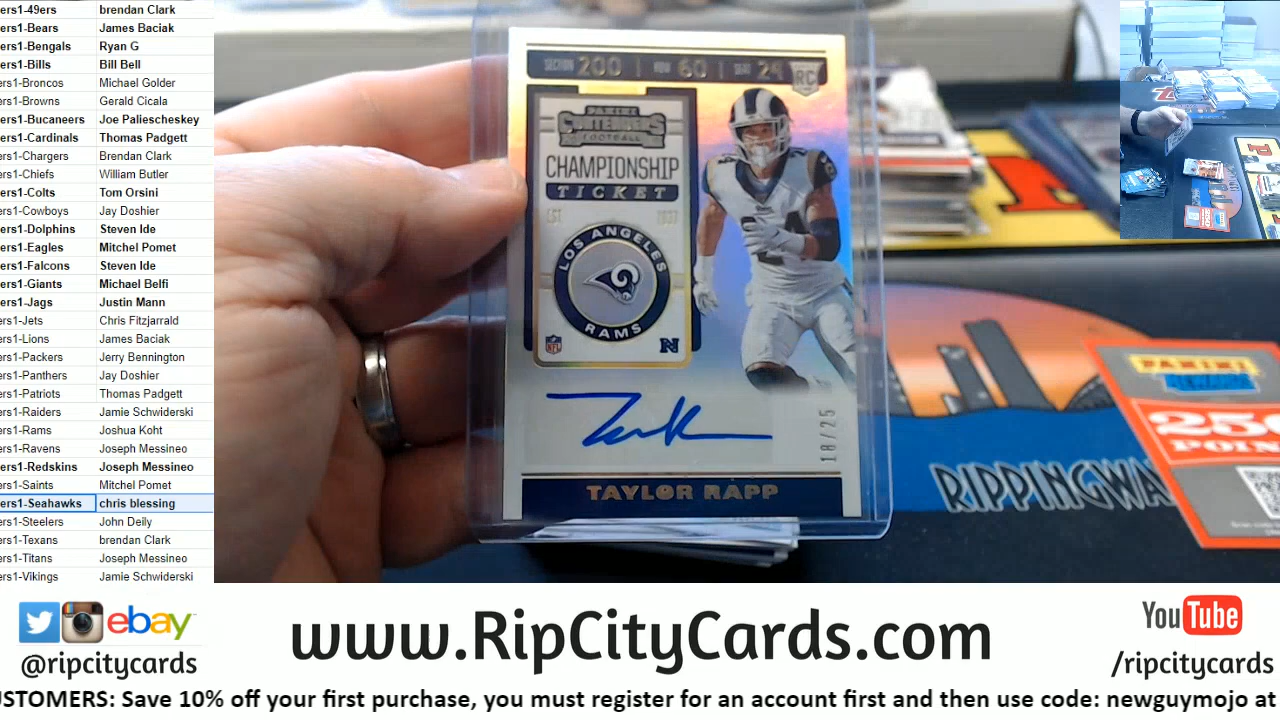 ers1-49ers brendan Clark
ers1-Bears James Baciak
ers1-Bengals Ryan G
ers1-Bills Bill Bell
ers1-Broncos Michael Golder
ers1-Browns Gerald Cicala
ers1-Bucaneers Joe Paliescheskey
ers1-Cardinals Thomas Padgett
ers1-Chargers Brendan Clark
ers1-Chiefs William Butler
ers1-Colts Tom Orsini
ers1-Cowboys Jay Doshier
ers1-Dolphins Steven Ide
ers1-Eagles Mitchel Pomet
ers1-Falcons Steven Ide
ers1-Giants Michael Belfi
ers1-Jags Justin Mann
ers1-Jets Chris Fitzjarrald
ers1-Lions James Baciak
ers1-Packers Jerry Bennington
ers1-Panthers Jay Doshier
ers1-Patriots Thomas Padgett
ers1-Raiders Jamie Schwiderski
ers1-Rams Joshua Koht
ers1-Ravens Joseph Messineo
ers1-Redskins Joseph Messineo
ers1-Saints Mitchel Pomet
ers1-Seahawks chris blessing
ers1-Steelers John Deily
ers1-Texans brendan Clark
ers1-Titans Joseph Messineo
ers1-Vikings Jamie Schwiderski
SECTION 200 | ROW 60 | SEAT 24
RC
PANINI
CONTENDERS
FOOTBALL
CHAMPIONSHIP
TICKET
EST.
LOS ANGELES
RAMS
NFL
N
18/25
TAYLOR RAPP
RIPPINGWA
PANINI
REWARDS
250
POIN
ebay
@ripcitycards
www.RipCityCards.com
YouTube
/ripcitycards
USTOMERS: Save 10% off your first purchase, you must register for an account first and then use code: newguymojo at